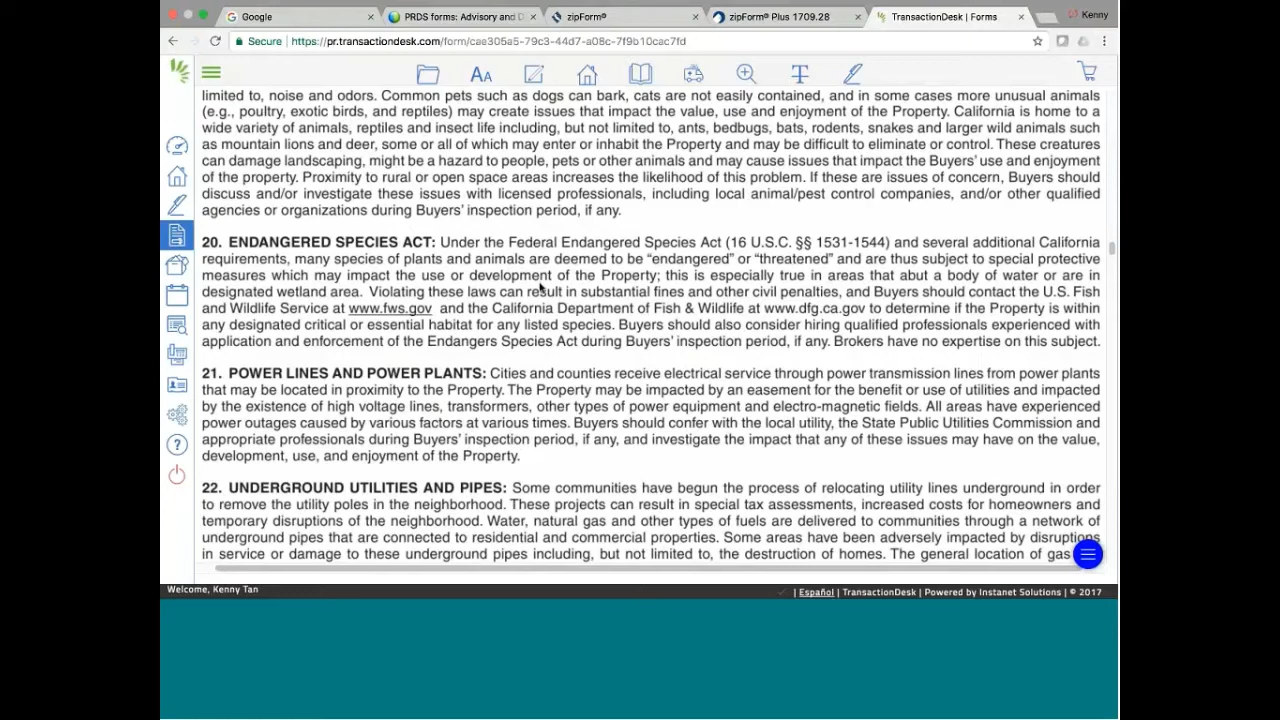 Google
PRDS forms: Advisory and D
zipForm®
zipForm® Plus 1709.28
TransactionDesk | Forms
Kenny
Secure | https://pr.transactiondesk.com/form/cae305a5-79c3-44d7-a08c-7f9b10cac7fd
limited to, noise and odors. Common pets such as dogs can bark, cats are not easily contained, and in some cases more unusual animals
(e.g., poultry, exotic birds, and reptiles) may create issues that impact the value, use and enjoyment of the Property. California is home to a
wide variety of animals, reptiles and insect life including, but not limited to, ants, bedbugs, bats, rodents, snakes and larger wild animals such
as mountain lions and deer, some or all of which may enter or inhabit the Property and may be difficult to eliminate or control. These creatures
can damage landscaping, might be a hazard to people, pets or other animals and may cause issues that impact the Buyers' use and enjoyment
of the property. Proximity to rural or open space areas increases the likelihood of this problem. If these are issues of concern, Buyers should
discuss and/or investigate these issues with licensed professionals, including local animal/pest control companies, and/or other qualified
agencies or organizations during Buyers' inspection period, if any.
20. ENDANGERED SPECIES ACT: Under the Federal Endangered Species Act (16 U.S.C. §§ 1531-1544) and several additional California
requirements, many species of plants and animals are deemed to be "endangered" or "threatened" and are thus subject to special protective
measures which may impact the use or development of the Property; this is especially true in areas that abut a body of water or are in
designated wetland area. Violating these laws can result in substantial fines and other civil penalties, and Buyers should contact the U.S. Fish
and Wildlife Service at www.fws.gov and the California Department of Fish & Wildlife at www.dfg.ca.gov to determine if the Property is within
any designated critical or essential habitat for any listed species. Buyers should also consider hiring qualified professionals experienced with
application and enforcement of the Endangers Species Act during Buyers' inspection period, if any. Brokers have no expertise on this subject.
21. POWER LINES AND POWER PLANTS: Cities and counties receive electrical service through power transmission lines from power plants
that may be located in proximity to the Property. The Property may be impacted by an easement for the benefit or use of utilities and impacted
by the existence of high voltage lines, transformers, other types of power equipment and electro-magnetic fields. All areas have experienced
power outages caused by various factors at various times. Buyers should confer with the local utility, the State Public Utilities Commission and
appropriate professionals during Buyers' inspection period, if any, and investigate the impact that any of these issues may have on the value,
development, use, and enjoyment of the Property.
22. UNDERGROUND UTILITIES AND PIPES: Some communities have begun the process of relocating utility lines underground in order
to remove the utility poles in the neighborhood. These projects can result in special tax assessments, increased costs for homeowners and
temporary disruptions of the neighborhood. Water, natural gas and other types of fuels are delivered to communities through a network of
underground pipes that are connected to residential and commercial properties. Some areas have been adversely impacted by disruptions
in service or damage to these underground pipes including, but not limited to, the destruction of homes. The general location of gas
Welcome, Kenny Tan
| Español | TransactionDesk | Powered by Instanet Solutions | © 2017